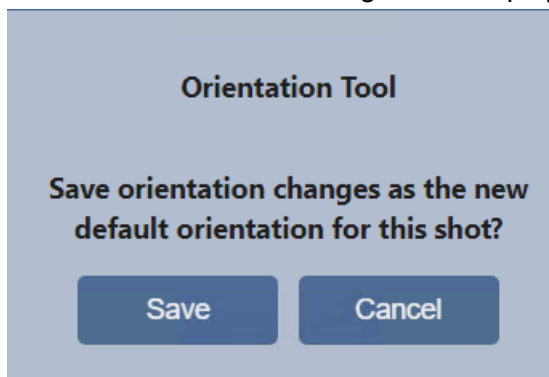 Orientation Tool
Save orientation changes as the new
default orientation for this shot?
Save
Cancel